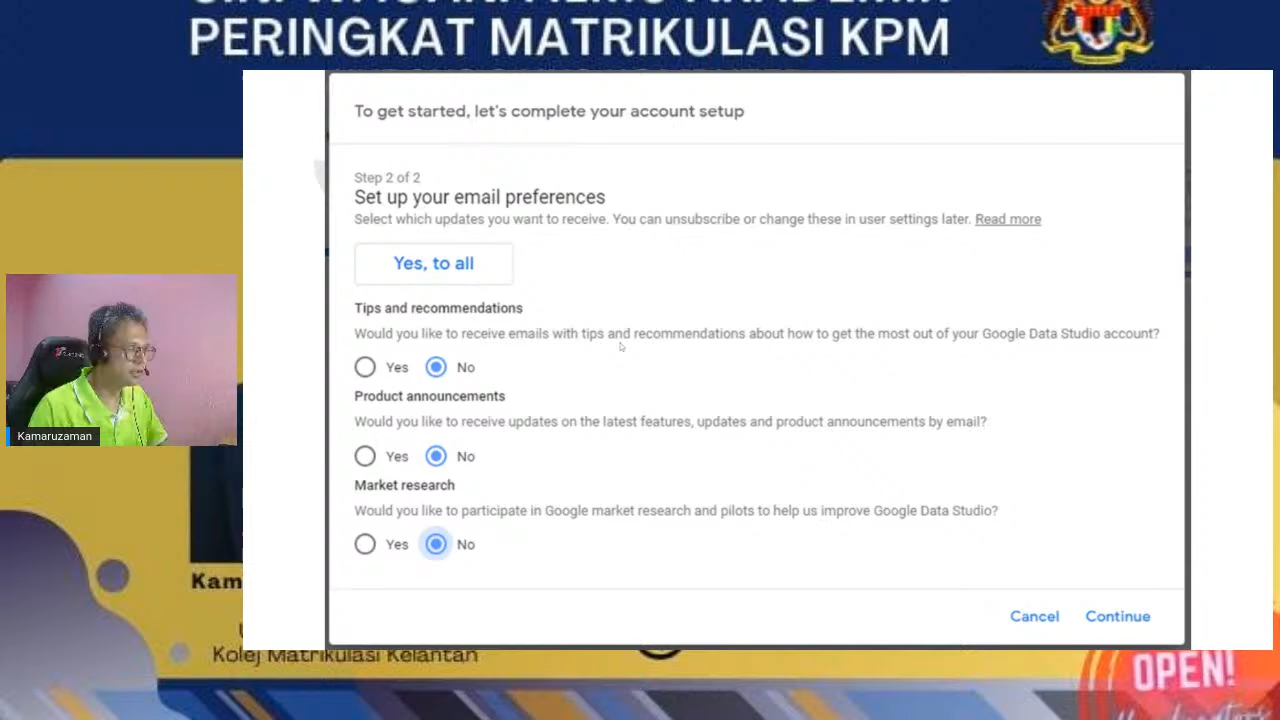 PERINGKAT MATRIKULASI KPM
To get started, let's complete your account setup
Step 2 of 2
Set up your email preferences
Select which updates you want to receive. You can unsubscribe or change these in user settings later. Read more
Yes, to all
Tips and recommendations
Would you like to receive emails with tips and recommendations about how to get the most out of your Google Data Studio account?
Yes No
Product announcements
Would you like to receive updates on the latest features, updates and product announcements by email?
Yes No
Market research
Would you like to participate in Google market research and pilots to help us improve Google Data Studio?
Yes No
Cancel Continue
Kamaruzaman
Kam
Kolej Matrikulasi Kelantan
OPEN!